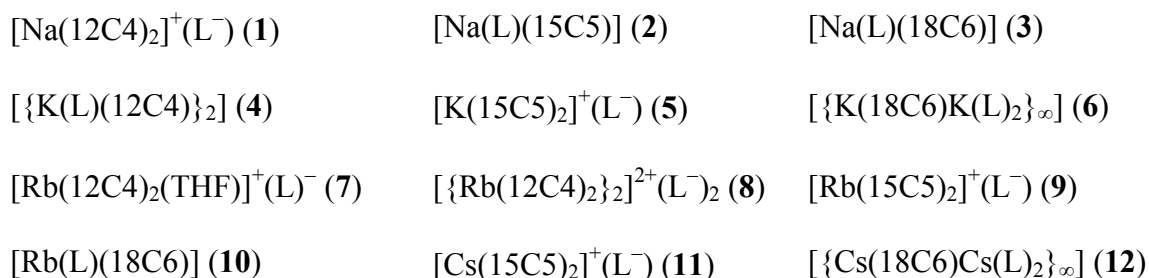 [Na(12C4)₂]⁺(L⁻) (1) [Na(L)(15C5)] (2) [Na(L)(18C6)] (3)
[{K(L)(12C4)}₂] (4) [K(15C5)₂]⁺(L⁻) (5) [{K(18C6)K(L)₂}∞] (6)
[Rb(12C4)₂(THF)]⁺(L)⁻ (7) [{Rb(12C4)₂}₂]²⁺(L⁻)₂ (8) [Rb(15C5)₂]⁺(L⁻) (9)
[Rb(L)(18C6)] (10) [Cs(15C5)₂]⁺(L⁻) (11) [{Cs(18C6)Cs(L)₂}∞] (12)